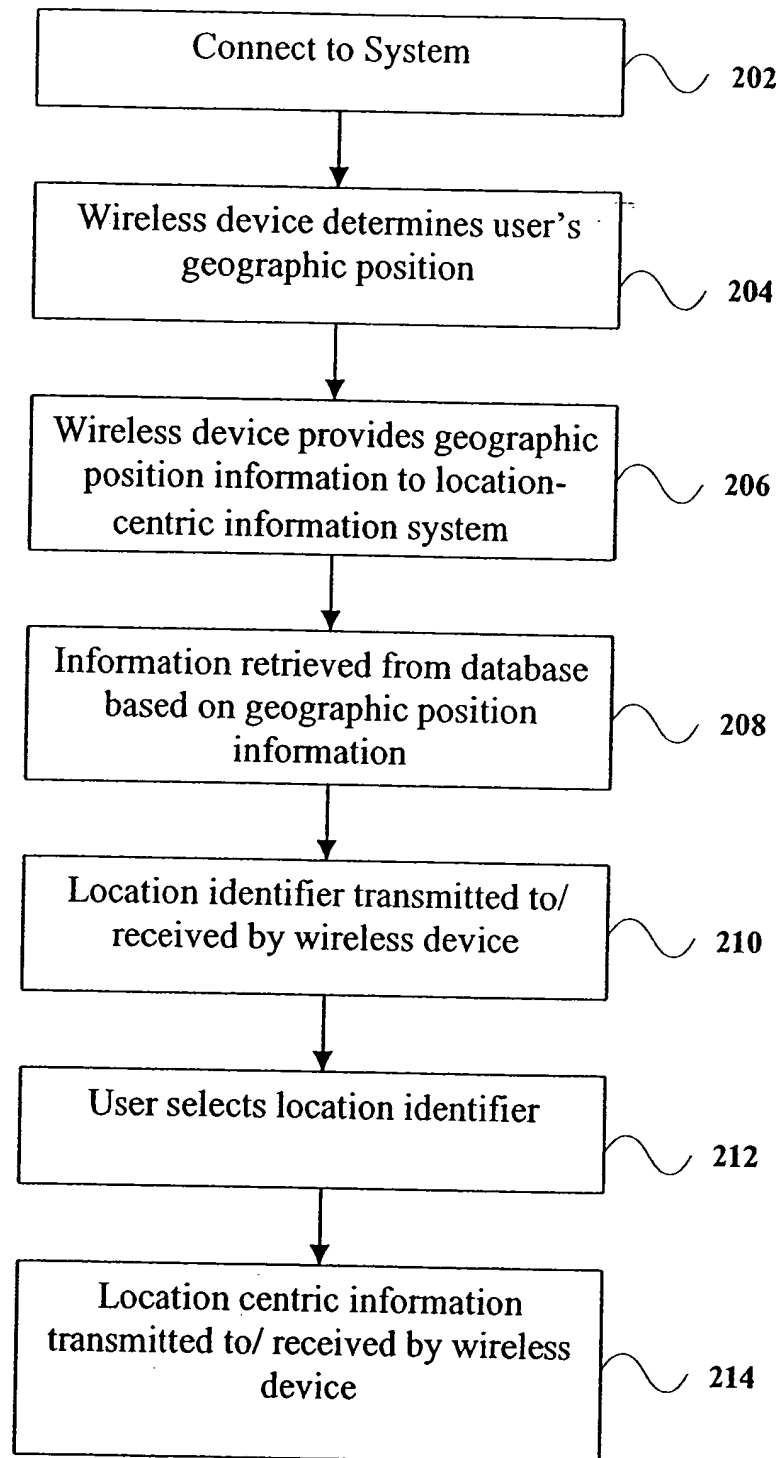 Connect to System
202
Wireless device determines user's
geographic position
204
Wireless device provides geographic
position information to location-
centric information system
206
Information retrieved from database
based on geographic position
information
208
Location identifier transmitted to/
received by wireless device
210
User selects location identifier
212
Location centric information
transmitted to/ received by wireless
device
214